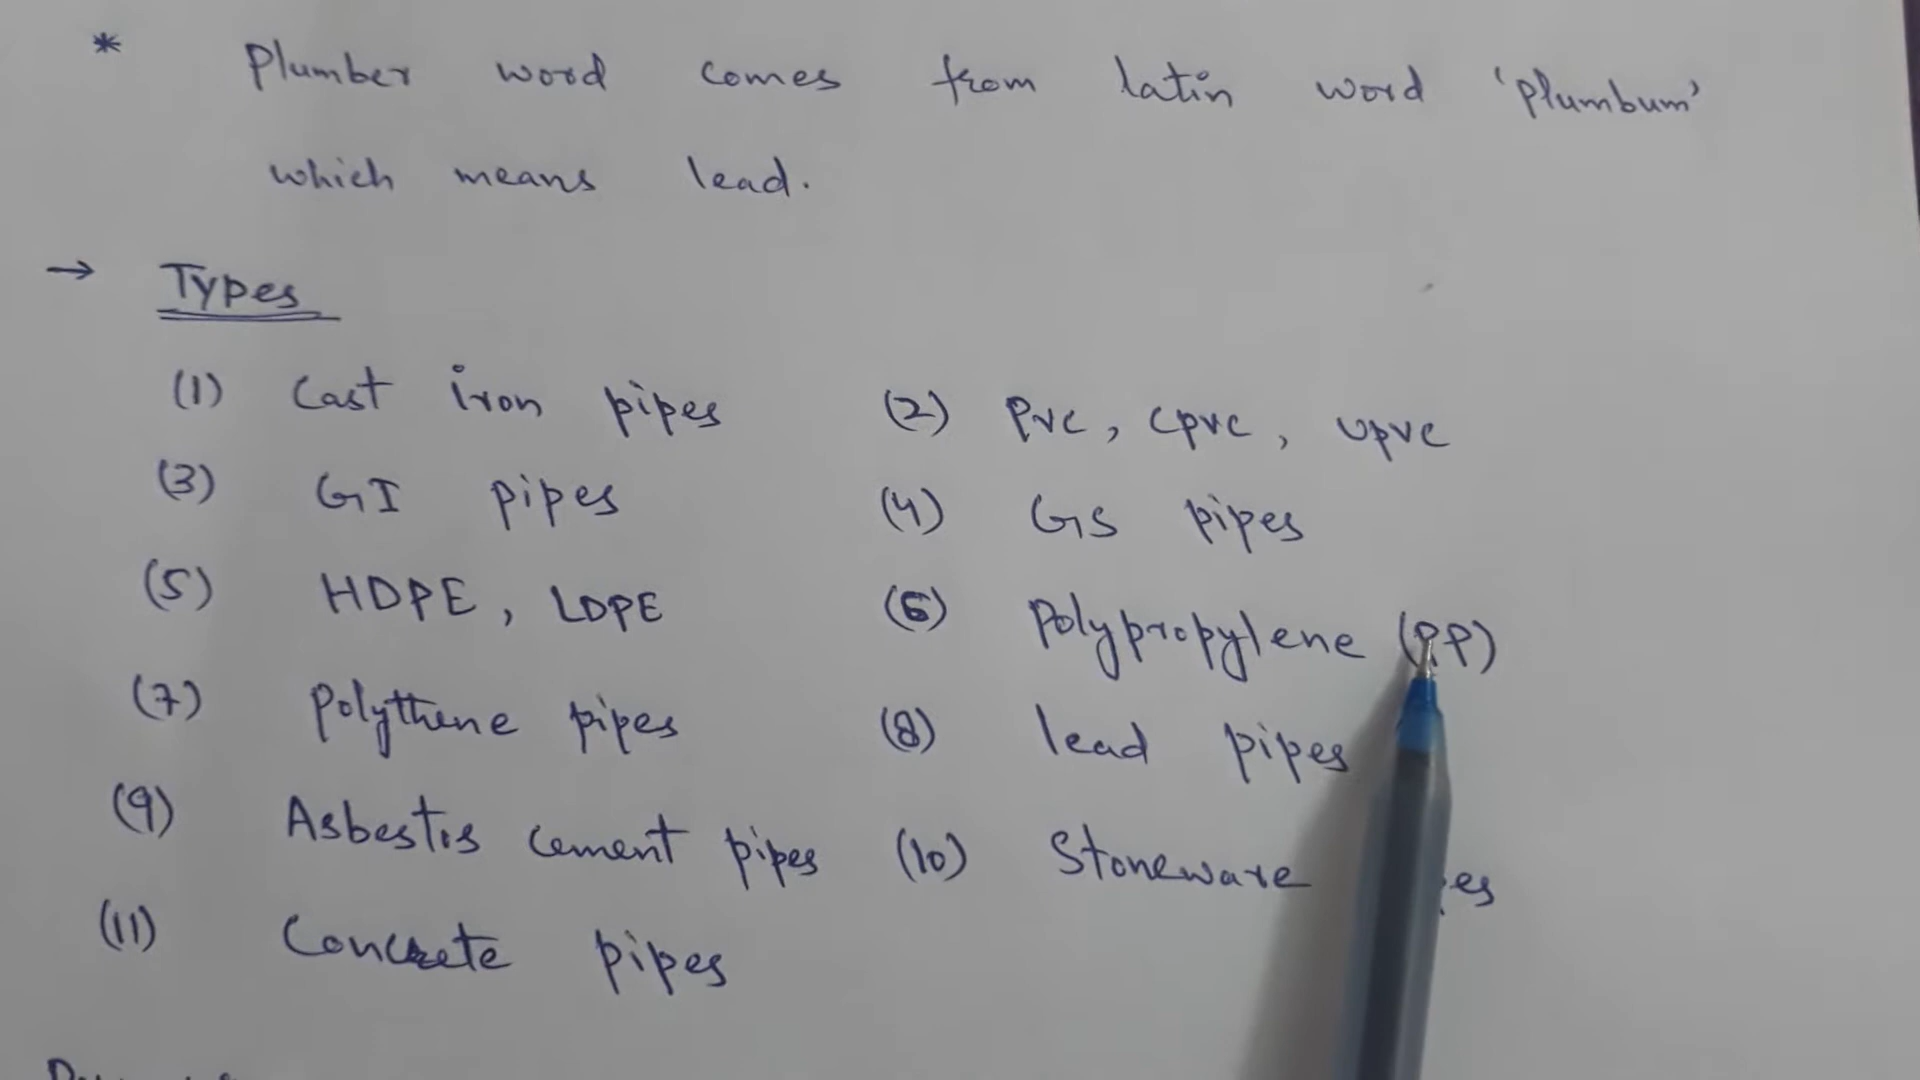 * Plumber word comes from latin word 'plumbum'
which means lead.
→ Types
(1) Cast iron pipes (2) PVC, CPVC, UPVC
(3) GI pipes (4) GS pipes
(5) HDPE, LDPE (6) Polypropylene (PP)
(7) Polythene pipes (8) lead pipes
(9) Asbestis cement pipes (10) Stoneware
(11) Concrete pipes